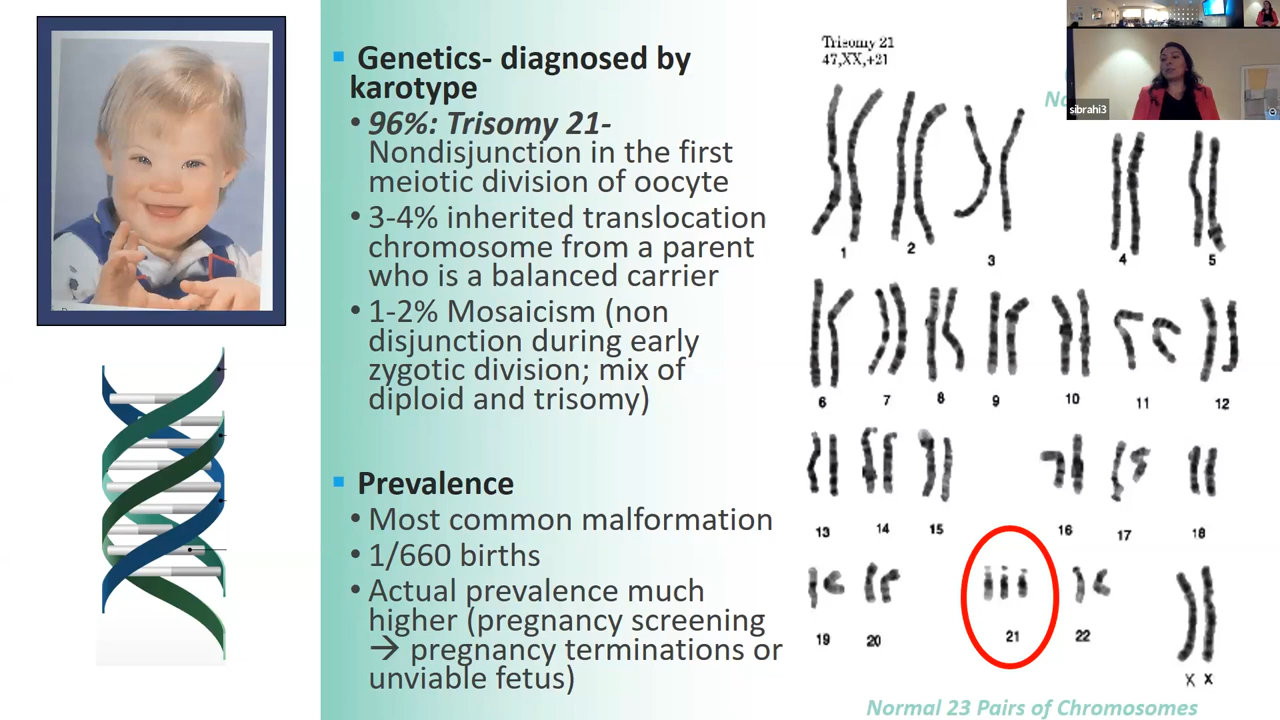 Genetics- diagnosed by
karotype
96%: Trisomy 21-
Nondisjunction in the first
meiotic division of oocyte
3-4% inherited translocation
chromosome from a parent
who is a balanced carrier
1-2% Mosaicism (non
disjunction during early
zygotic division; mix of
diploid and trisomy)
Prevalence
Most common malformation
1/660 births
Actual prevalence much
higher (pregnancy screening
→ pregnancy terminations or
unviable fetus)
Trisomy 21
47,XX,+21
sibrahi3
1 2 3 4 5
6 7 8 9 10 11 12
13 14 15 16 17 18
19 20 21 22
X X
Normal 23 Pairs of Chromosomes